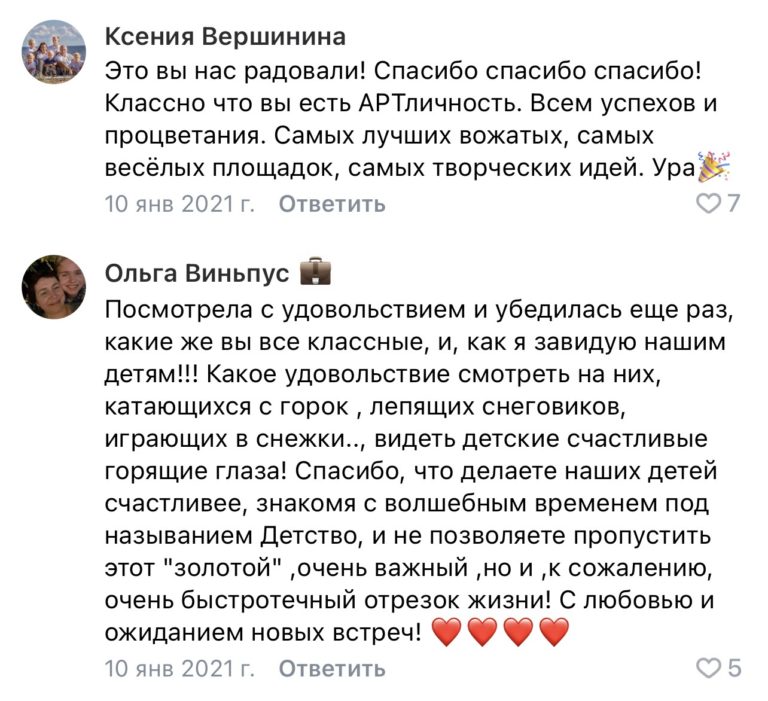 Ксения Вершинина
Это вы нас радовали! Спасибо спасибо спасибо!
Классно что вы есть АРТличность. Всем успехов и
процветания. Самых лучших вожатых, самых
весёлых площадок, самых творческих идей. Ура🎉
10 янв 2021 г. Ответить 7
Ольга Виньпус 💼
Посмотрела с удовольствием и убедилась еще раз,
какие же вы все классные, и, как я завидую нашим
детям!!! Какое удовольствие смотреть на них,
катающихся с горок , лепящих снеговиков,
играющих в снежки.., видеть детские счастливые
горящие глаза! Спасибо, что делаете наших детей
счастливее, знакомя с волшебным временем под
называнием Детство, и не позволяете пропустить
этот "золотой" ,очень важный ,но и ,к сожалению,
очень быстротечный отрезок жизни! С любовью и
ожиданием новых встреч! ❤️❤️❤️❤️
10 янв 2021 г. Ответить 5